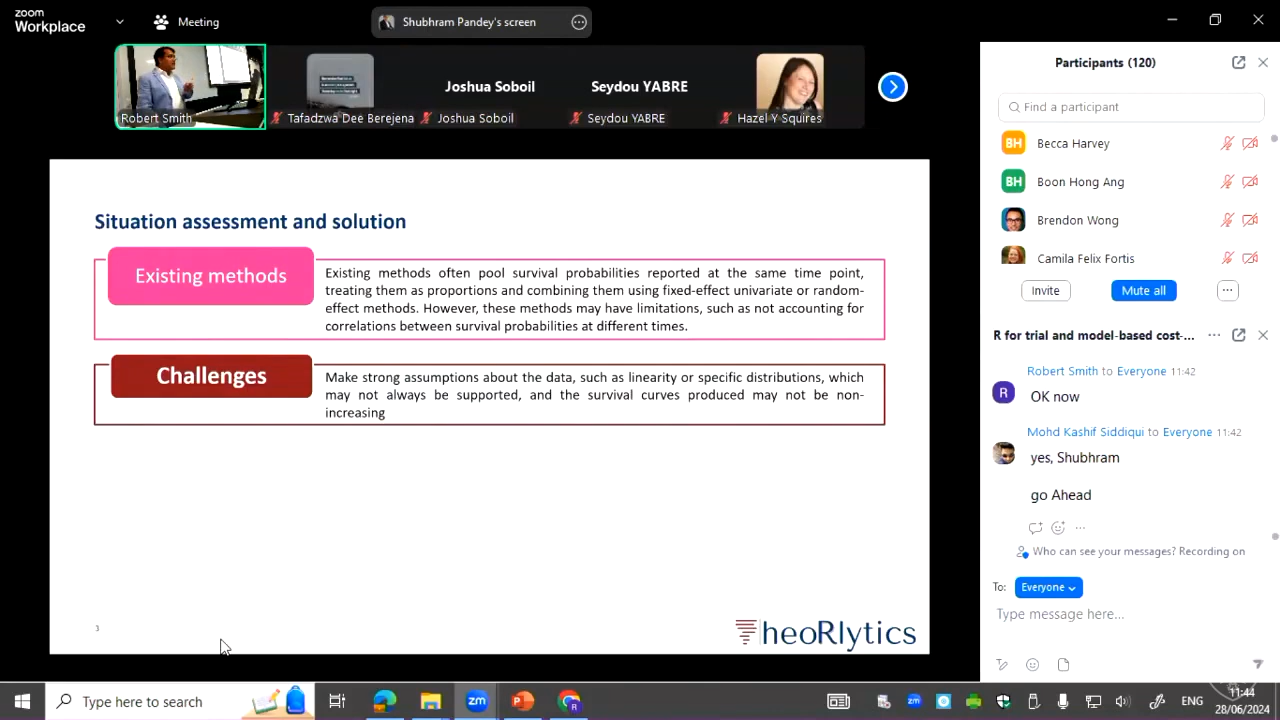 zoom
Workplace
Meeting
Shubhram Pandey's screen
Robert Smith
Tafadzwa Dee Berejena
Joshua Soboil
Joshua Soboil
Seydou YABRE
Seydou YABRE
Hazel Y Squires
Situation assessment and solution
Existing methods
Existing methods often pool survival probabilities reported at the same time point,
treating them as proportions and combining them using fixed-effect univariate or random-
effect methods. However, these methods may have limitations, such as not accounting for
correlations between survival probabilities at different times.
Challenges
Make strong assumptions about the data, such as linearity or specific distributions, which
may not always be supported, and the survival curves produced may not be non-
increasing
3
heoRlytics
Participants (120)
Find a participant
BH Becca Harvey
BH Boon Hong Ang
Brendon Wong
Camila Felix Fortis
Invite
Mute all
R for trial and model-based cost-...
Robert Smith to Everyone 11:42
R
OK now
Mohd Kashif Siddiqui to Everyone 11:42
yes, Shubhram
go Ahead
Who can see your messages? Recording on
To: Everyone
Type message here...
Type here to search
zm
P
R
zm
ENG
11:44
28/06/2024